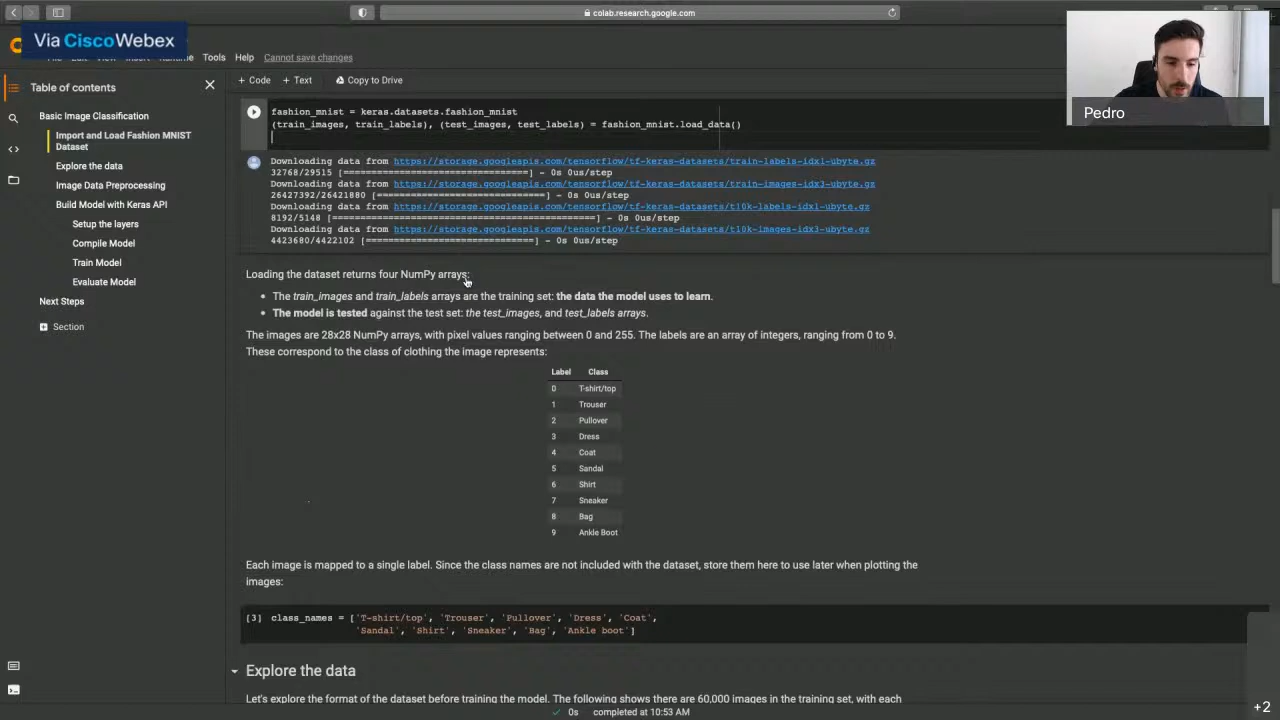 colab.research.google.com
Via CiscoWebex
Tools Help Cannot save changes
Table of contents
Basic Image Classification
Import and Load Fashion MNIST
Dataset
Explore the data
Image Data Preprocessing
Build Model with Keras API
Setup the layers
Compile Model
Train Model
Evaluate Model
Next Steps
Section
+ Code + Text Copy to Drive
fashion_mnist = keras.datasets.fashion_mnist
(train_images, train_labels), (test_images, test_labels) = fashion_mnist.load_data()
Downloading data from https://storage.googleapis.com/tensorflow/tf-keras-datasets/train-labels-idx1-ubyte.gz
32768/29515 [==============================] - 0s 0us/step
Downloading data from https://storage.googleapis.com/tensorflow/tf-keras-datasets/train-images-idx3-ubyte.gz
26427392/26421880 [==============================] - 0s 0us/step
Downloading data from https://storage.googleapis.com/tensorflow/tf-keras-datasets/t10k-labels-idx1-ubyte.gz
8192/5148 [===============================================] - 0s 0us/step
Downloading data from https://storage.googleapis.com/tensorflow/tf-keras-datasets/t10k-images-idx3-ubyte.gz
4423680/4422102 [==============================] - 0s 0us/step
Loading the dataset returns four NumPy arrays:
• The train_images and train_labels arrays are the training set: the data the model uses to learn.
• The model is tested against the test set: the test_images, and test_labels arrays.
The images are 28x28 NumPy arrays, with pixel values ranging between 0 and 255. The labels are an array of integers, ranging from 0 to 9.
These correspond to the class of clothing the image represents:
Label Class
0 T-shirt/top
1 Trouser
2 Pullover
3 Dress
4 Coat
5 Sandal
6 Shirt
7 Sneaker
8 Bag
9 Ankle Boot
Each image is mapped to a single label. Since the class names are not included with the dataset, store them here to use later when plotting the
images:
[3] class_names = ['T-shirt/top', 'Trouser', 'Pullover', 'Dress', 'Coat',
'Sandal', 'Shirt', 'Sneaker', 'Bag', 'Ankle boot']
Explore the data
Let's explore the format of the dataset before training the model. The following shows there are 60,000 images in the training set, with each
0s completed at 10:53 AM
Pedro
+2